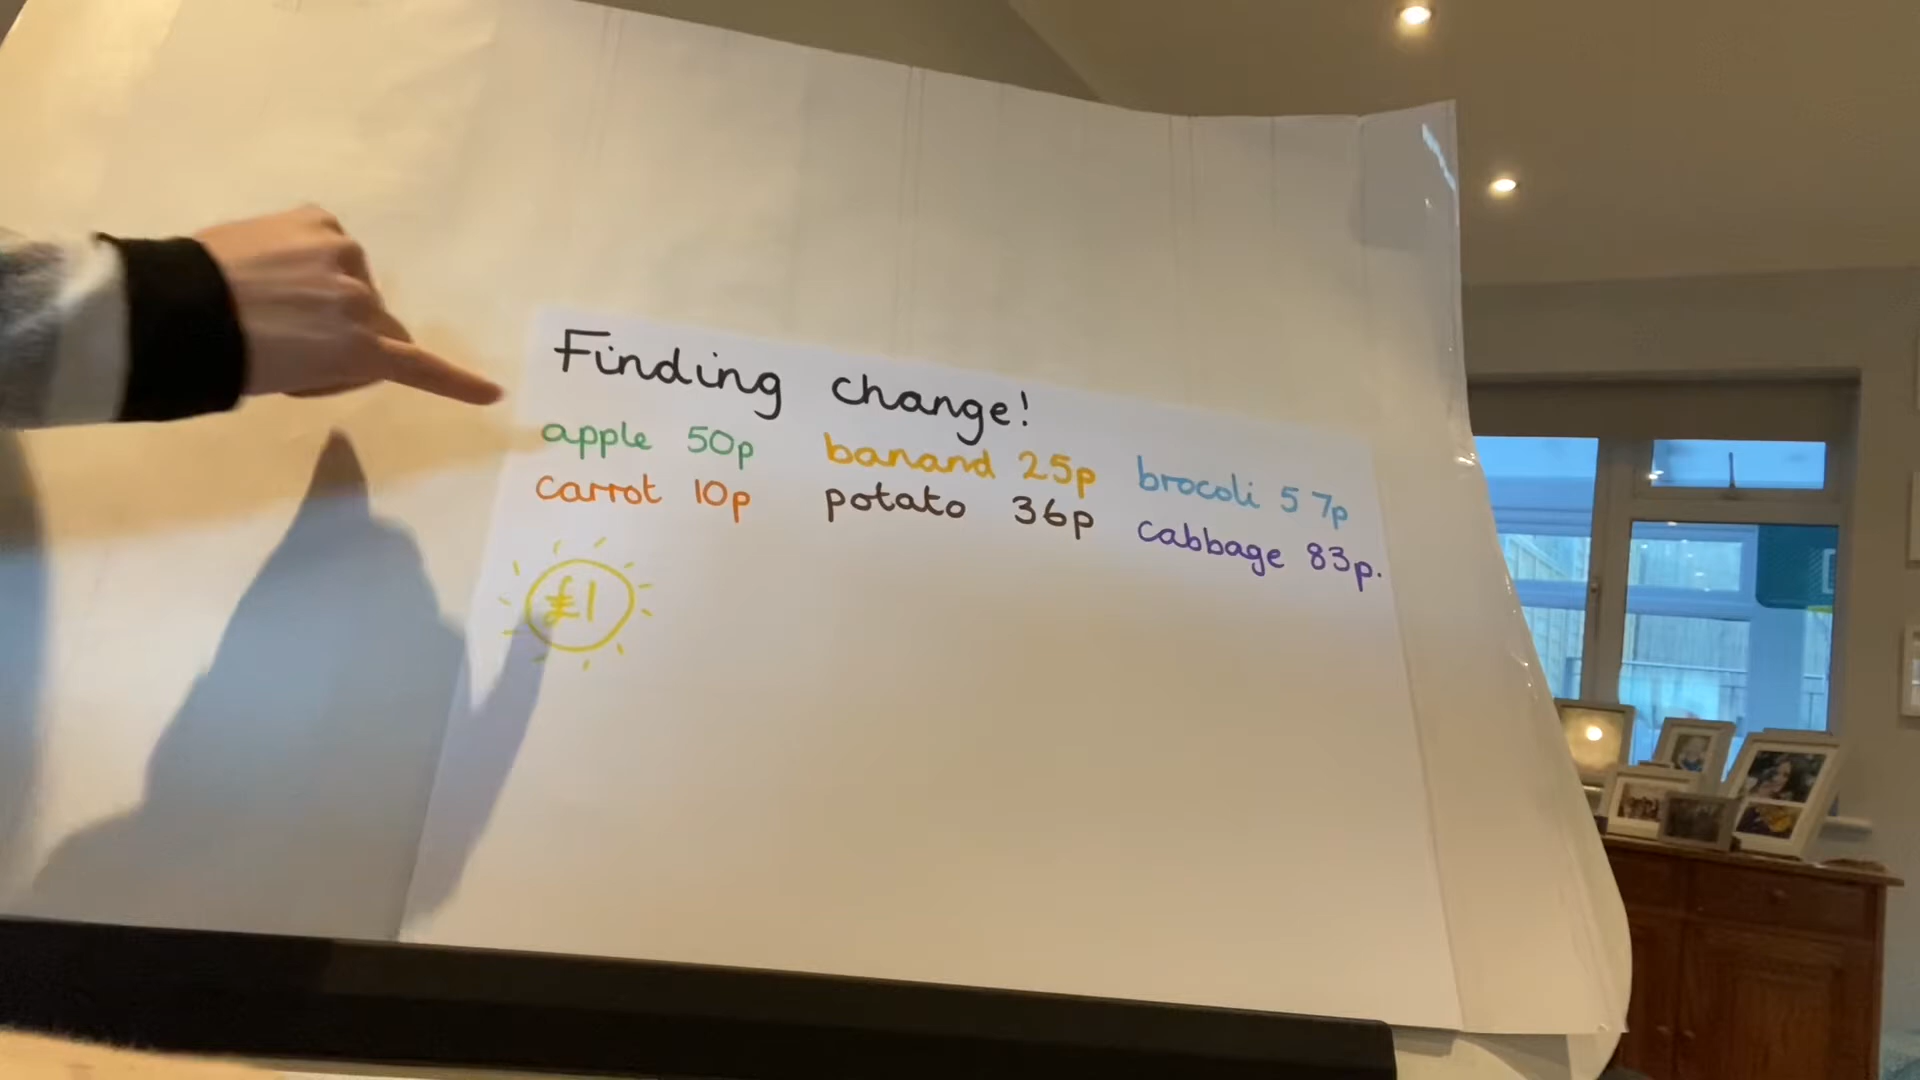 Finding change!
apple 50p banana 25p brocoli 57p
carrot 10p potato 36p cabbage 83p.
£1